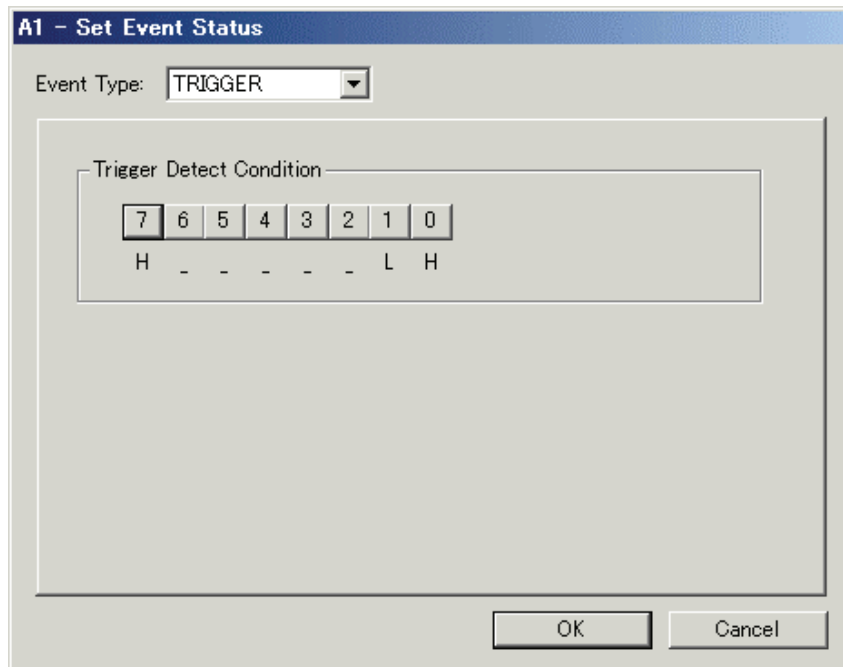 A1 - Set Event Status
Event Type: TRIGGER
Trigger Detect Condition
7 6 5 4 3 2 1 0
H _ _ _ _ _ L H
OK Cancel